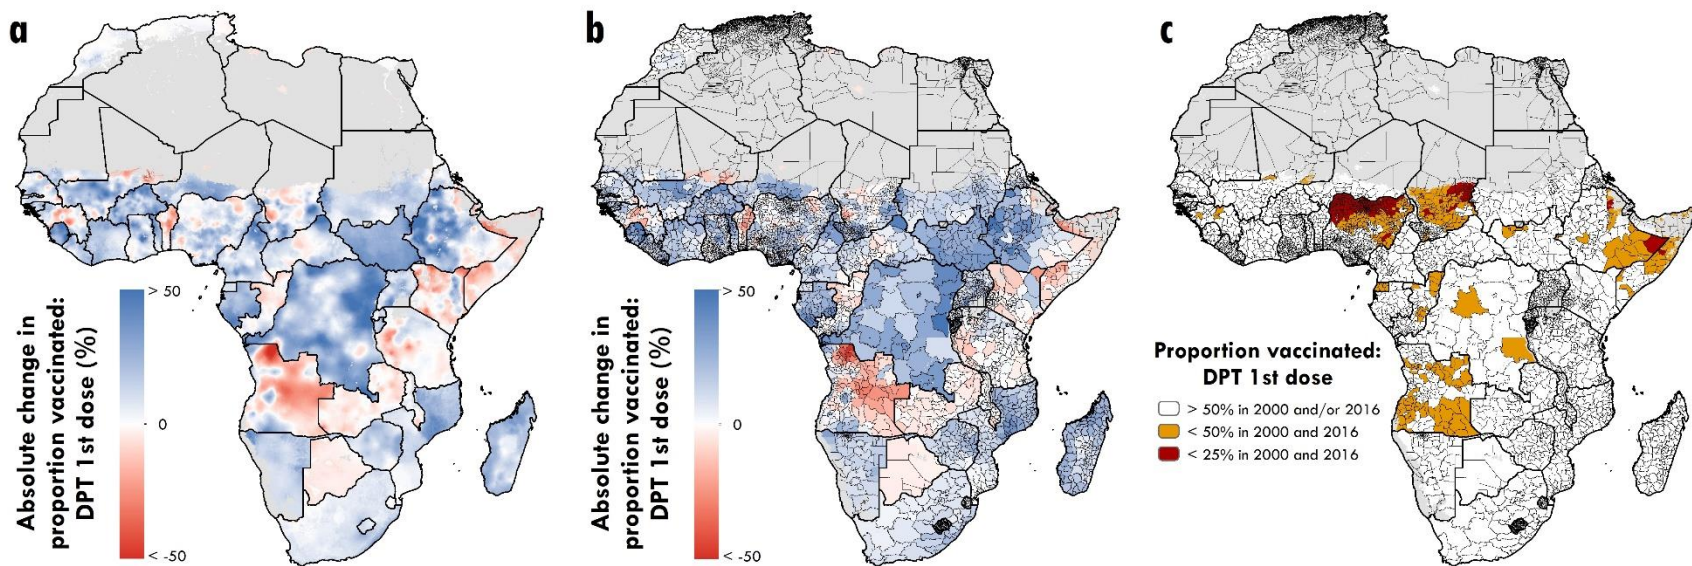 a
Absolute change in
proportion vaccinated:
DPT 1st dose (%)
> 50
0
< -50
b
Absolute change in
proportion vaccinated:
DPT 1st dose (%)
> 50
0
< -50
c
Proportion vaccinated:
DPT 1st dose
> 50% in 2000 and/or 2016
< 50% in 2000 and 2016
< 25% in 2000 and 2016